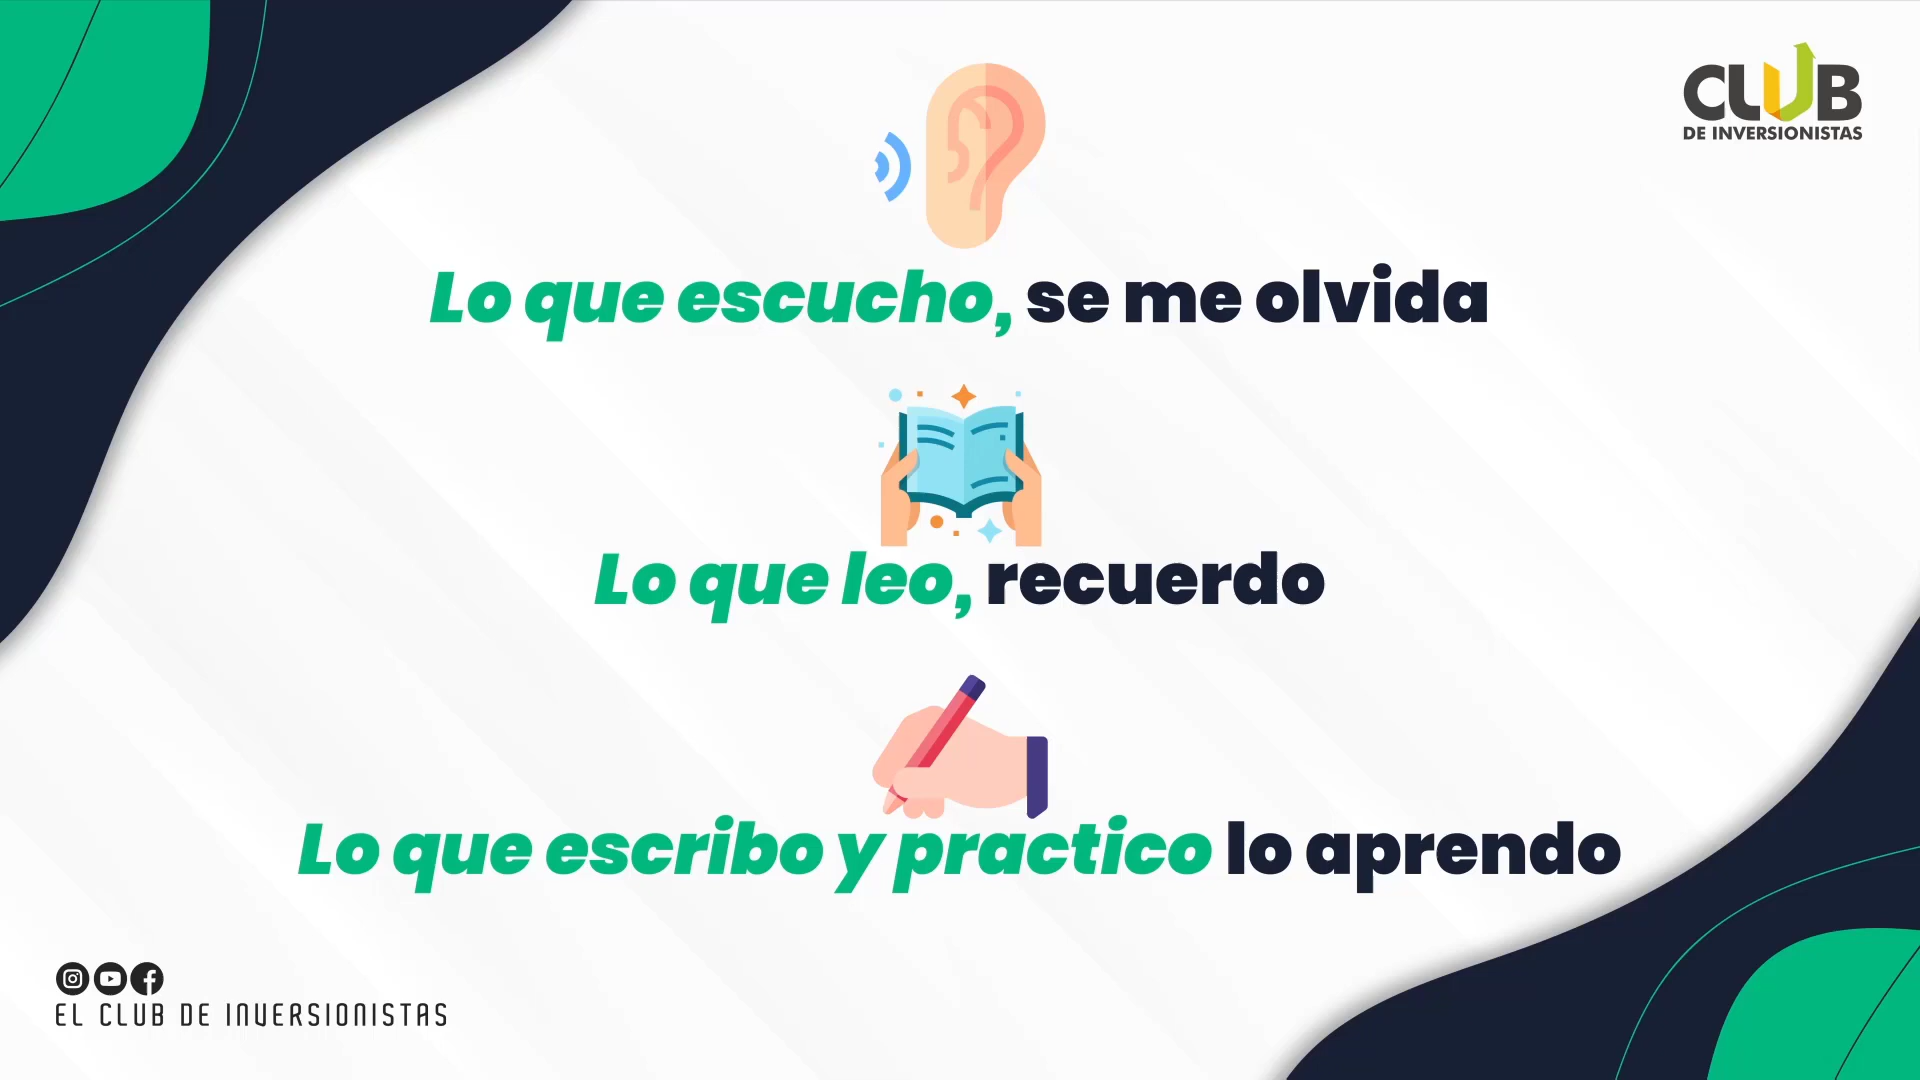 CLUB
DE INVERSIONISTAS
Lo que escucho, se me olvida
Lo que leo, recuerdo
Lo que escribo y practico lo aprendo
EL CLUB DE INVERSIONISTAS